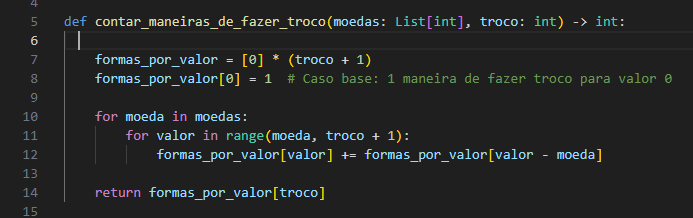 4
5 def contar_maneiras_de_fazer_troco(moedas: List[int], troco: int) -> int:
6
7     formas_por_valor = [0] * (troco + 1)
8     formas_por_valor[0] = 1  # Caso base: 1 maneira de fazer troco para valor 0
9
10     for moeda in moedas:
11         for valor in range(moeda, troco + 1):
12             formas_por_valor[valor] += formas_por_valor[valor - moeda]
13
14     return formas_por_valor[troco]
15